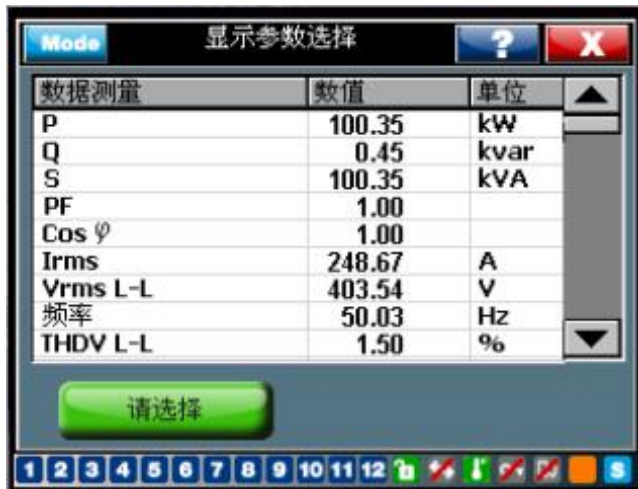 Mode 显示参数选择 ? X
数据测量 数值 单位
P 100.35 kW
Q 0.45 kvar
S 100.35 kVA
PF 1.00
Cos φ 1.00
Irms 248.67 A
Vrms L-L 403.54 V
频率 50.03 Hz
THDV L-L 1.50 %
请选择
1 2 3 4 5 6 7 8 9 10 11 12 S